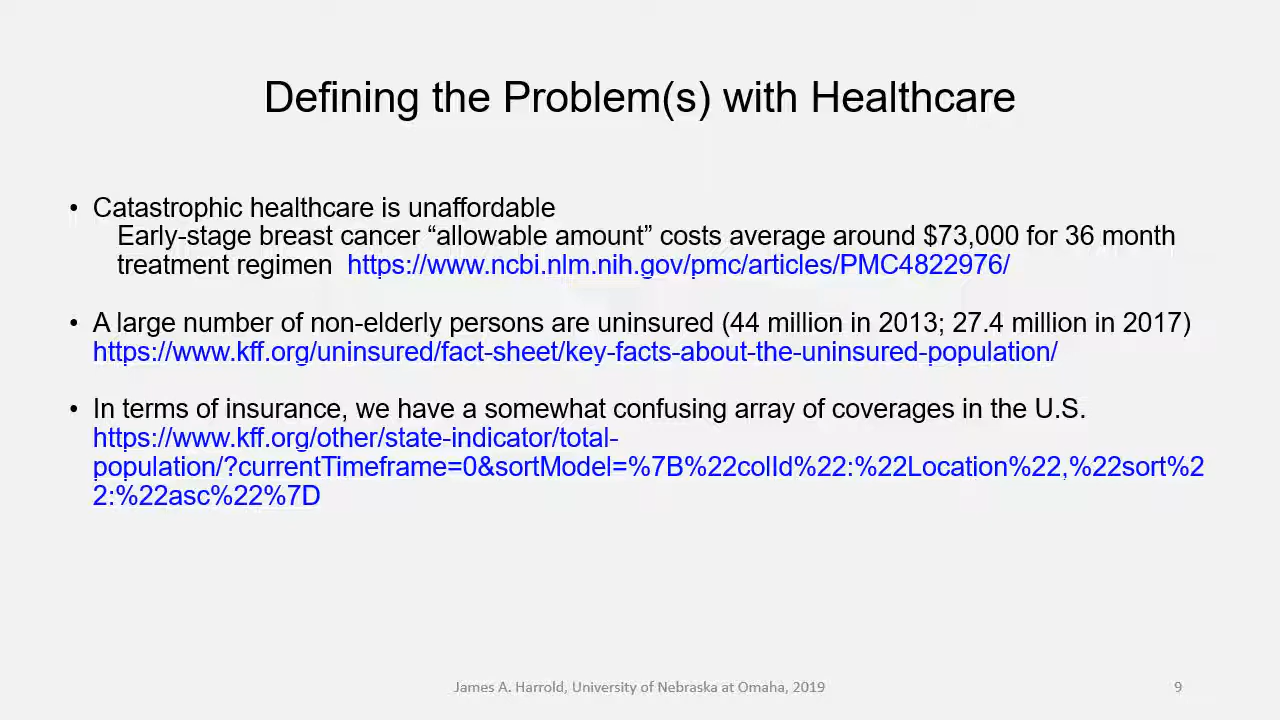 Defining the Problem(s) with Healthcare
• Catastrophic healthcare is unaffordable
Early-stage breast cancer “allowable amount” costs average around $73,000 for 36 month
treatment regimen https://www.ncbi.nlm.nih.gov/pmc/articles/PMC4822976/
• A large number of non-elderly persons are uninsured (44 million in 2013; 27.4 million in 2017)
https://www.kff.org/uninsured/fact-sheet/key-facts-about-the-uninsured-population/
• In terms of insurance, we have a somewhat confusing array of coverages in the U.S.
https://www.kff.org/other/state-indicator/total-
population/?currentTimeframe=0&sortModel=%7B%22colId%22:%22Location%22,%22sort%2
2:%22asc%22%7D
James A. Harrold, University of Nebraska at Omaha, 2019
9